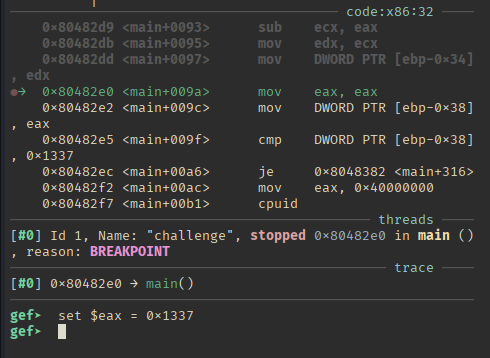 code:x86:32
0×80482d9 <main+0093> sub ecx, eax
0×80482db <main+0095> mov edx, ecx
0×80482dd <main+0097> mov DWORD PTR [ebp-0×34]
, edx
●→ 0×80482e0 <main+009a> mov eax, eax
0×80482e2 <main+009c> mov DWORD PTR [ebp-0×38]
, eax
0×80482e5 <main+009f> cmp DWORD PTR [ebp-0×38]
, 0×1337
0×80482ec <main+00a6> je 0×8048382 <main+316>
0×80482f2 <main+00ac> mov eax, 0×40000000
0×80482f7 <main+00b1> cpuid
threads
[#0] Id 1, Name: "challenge", stopped 0×80482e0 in main ()
, reason: BREAKPOINT
trace
[#0] 0×80482e0 → main()
gef➤ set $eax = 0×1337
gef➤